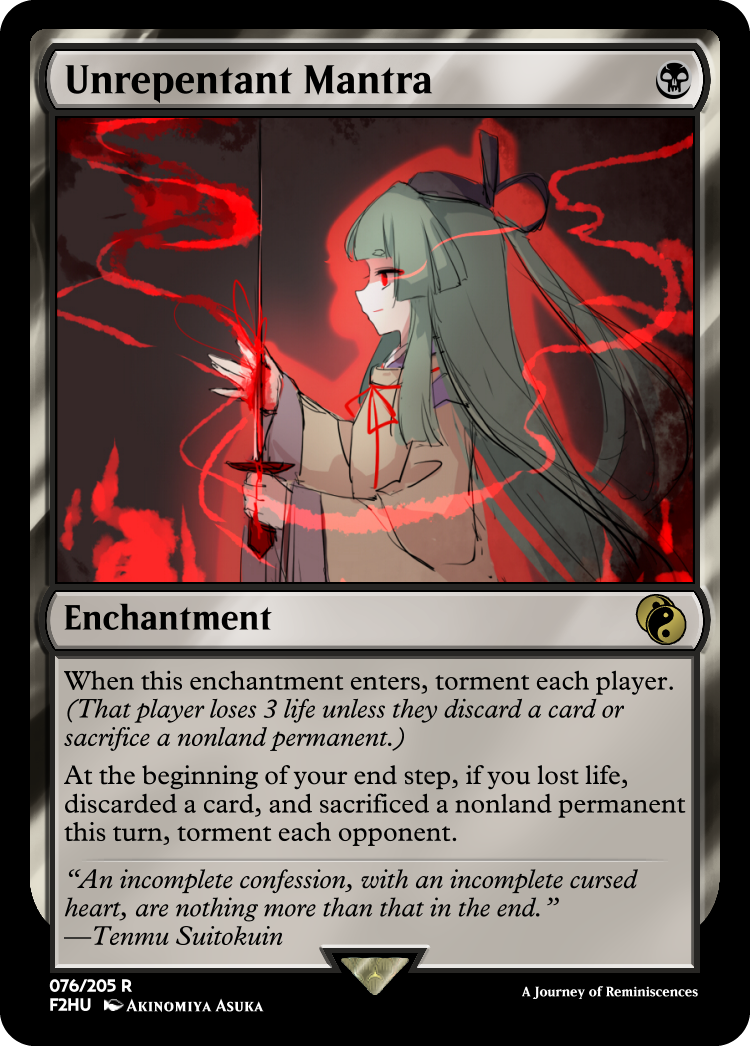 Unrepentant Mantra
Enchantment
When this enchantment enters, torment each player.
(That player loses 3 life unless they discard a card or
sacrifice a nonland permanent.)
At the beginning of your end step, if you lost life,
discarded a card, and sacrificed a nonland permanent
this turn, torment each opponent.
“An incomplete confession, with an incomplete cursed
heart, are nothing more than that in the end.”
—Tenmu Suitokuin
076/205 R
F2HU Akinomiya Asuka
A Journey of Reminiscences